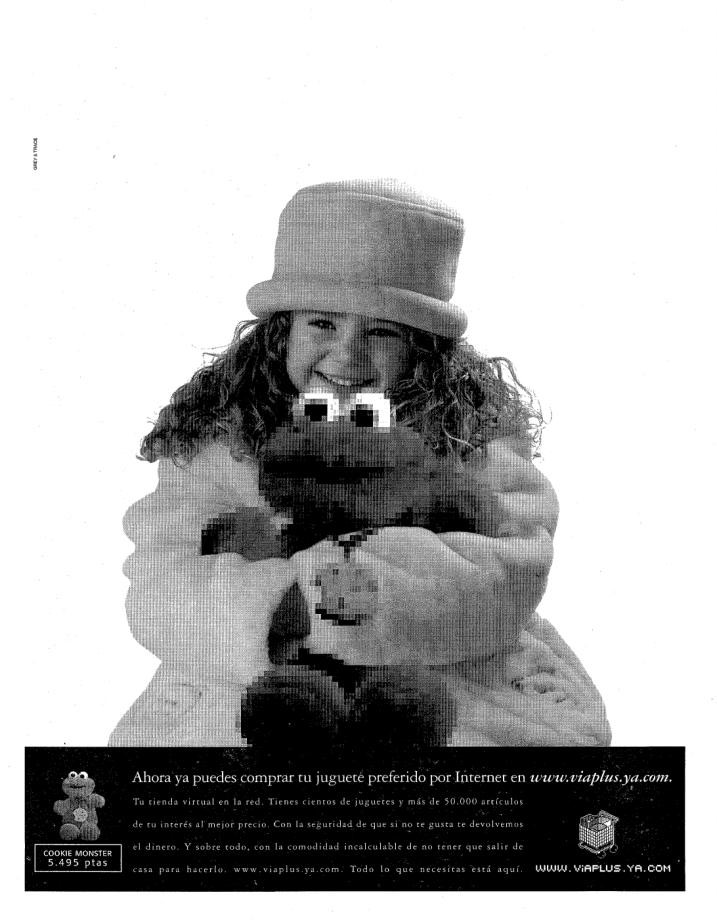 GREY & TRACE
Ahora ya puedes comprar tu jugueté preferido por Internet en www.viaplus.ya.com.
Tu tienda virtual en la red. Tienes cientos de juguetes y más de 50.000 artículos
de tu interés al mejor precio. Con la seguridad de que si no te gusta te devolvemos
el dinero. Y sobre todo, con la comodidad incalculable de no tener que salir de
casa para hacerlo. www.viaplus.ya.com. Todo lo que necesitas está aquí.
COOKIE MONSTER
5.495 ptas
WWW.ViAPLUS.YA.COM